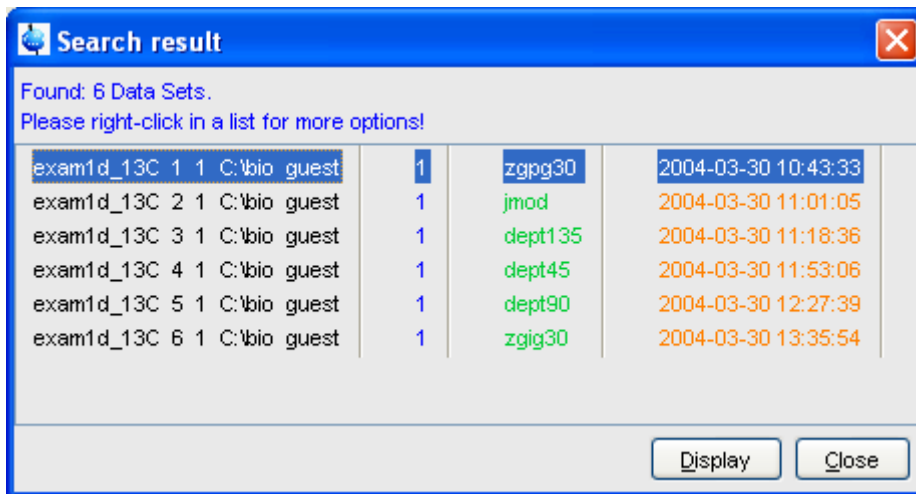 Search result
Found: 6 Data Sets.
Please right-click in a list for more options!
exam1d_13C 1 1 C:\bio guest 1 zgpg30 2004-03-30 10:43:33
exam1d_13C 2 1 C:\bio guest 1 jmod 2004-03-30 11:01:05
exam1d_13C 3 1 C:\bio guest 1 dept135 2004-03-30 11:18:36
exam1d_13C 4 1 C:\bio guest 1 dept45 2004-03-30 11:53:06
exam1d_13C 5 1 C:\bio guest 1 dept90 2004-03-30 12:27:39
exam1d_13C 6 1 C:\bio guest 1 zgig30 2004-03-30 13:35:54
Display Close